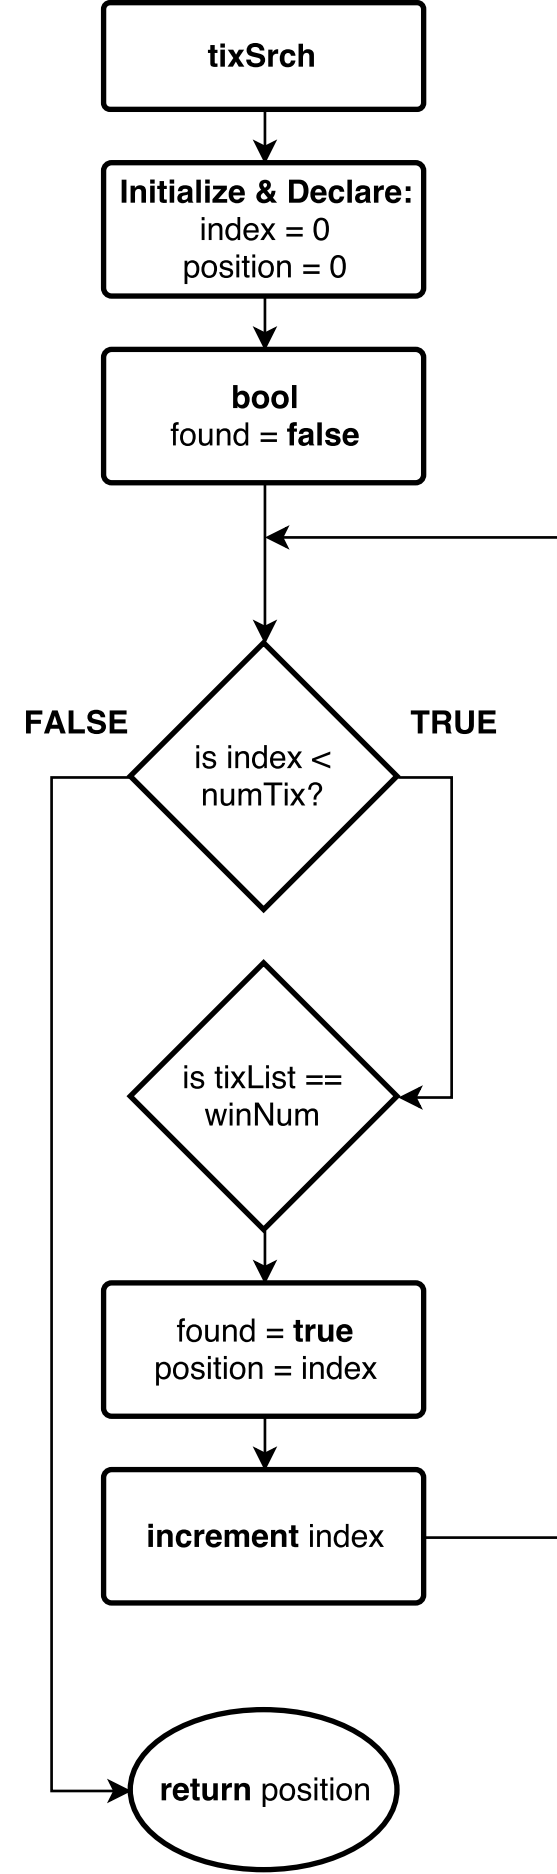 tixSrch
Initialize & Declare:
index = 0
position = 0
bool
found = false
FALSE
TRUE
is index <
numTix?
is tixList ==
winNum
found = true
position = index
increment index
return position